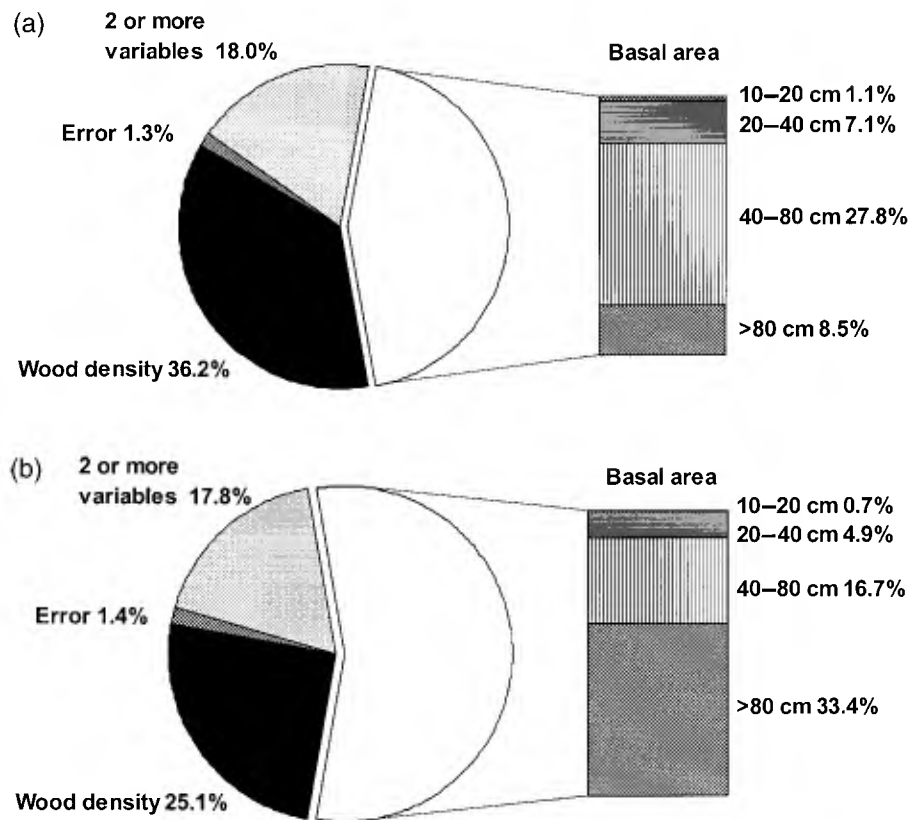 (a)
2 or more
variables 18.0%
Error 1.3%
Wood density 36.2%
Basal area
10–20 cm 1.1%
20–40 cm 7.1%
40–80 cm 27.8%
>80 cm 8.5%
(b)
2 or more
variables 17.8%
Error 1.4%
Wood density 25.1%
Basal area
10–20 cm 0.7%
20–40 cm 4.9%
40–80 cm 16.7%
>80 cm 33.4%